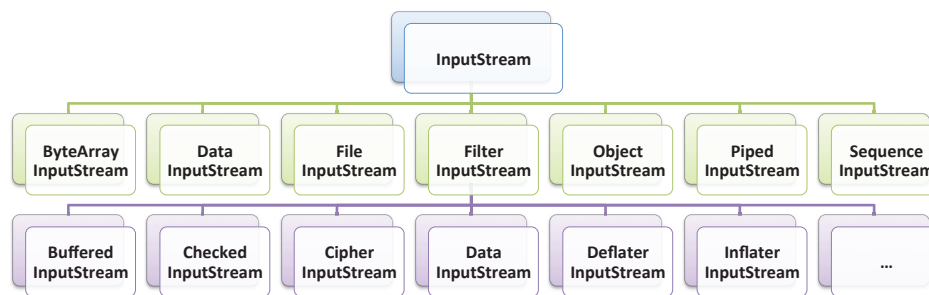 InputStream
ByteArray
InputStream
Data
InputStream
File
InputStream
Filter
InputStream
Object
InputStream
Piped
InputStream
Sequence
InputStream
Buffered
InputStream
Checked
InputStream
Cipher
InputStream
Data
InputStream
Deflater
InputStream
Inflater
InputStream
...